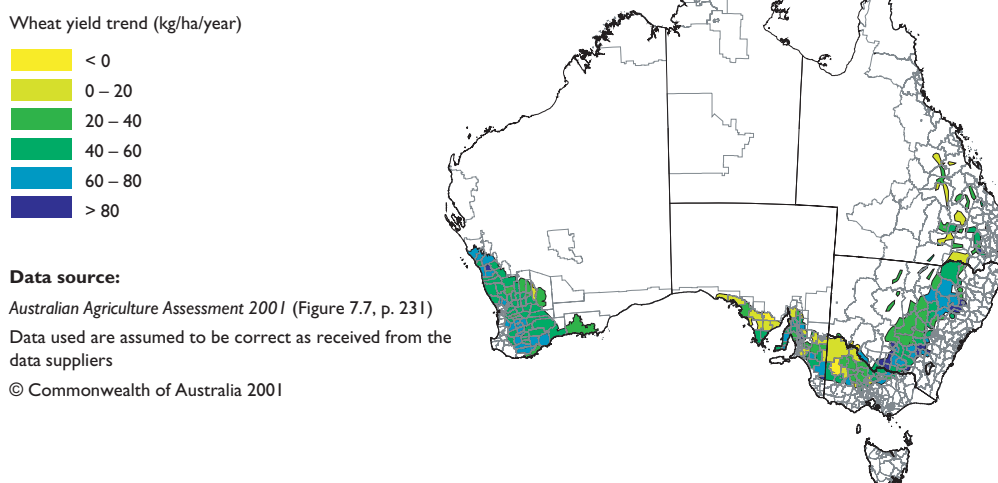 Wheat yield trend (kg/ha/year)
< 0
0 – 20
20 – 40
40 – 60
60 – 80
> 80
Data source:
Australian Agriculture Assessment 2001 (Figure 7.7, p. 231)
Data used are assumed to be correct as received from the
data suppliers
© Commonwealth of Australia 2001